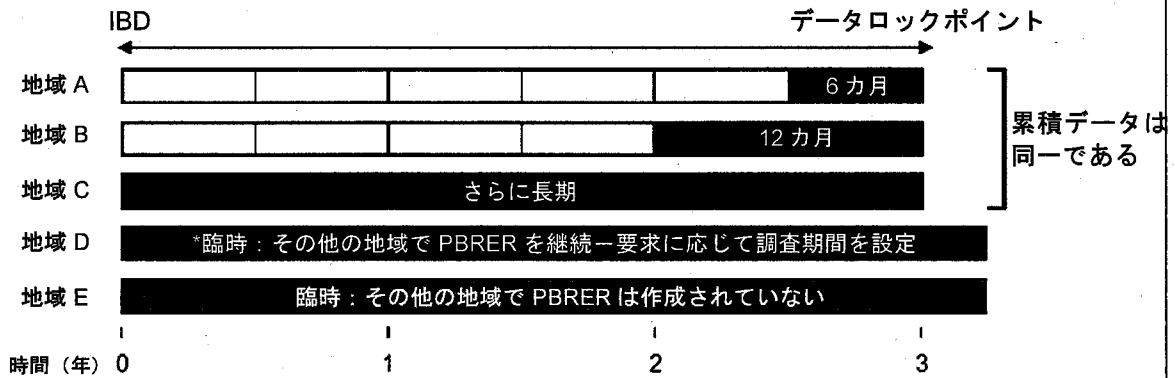 IBD データロックポイント
地域 A 6 カ月
地域 B 12 カ月
地域 C さらに長期
累積データは
同一である
地域 D *臨時：その他の地域で PBRER を継続－要求に応じて調査期間を設定
地域 E 臨時：その他の地域で PBRER は作成されていない
時間（年） 0 1 2 3